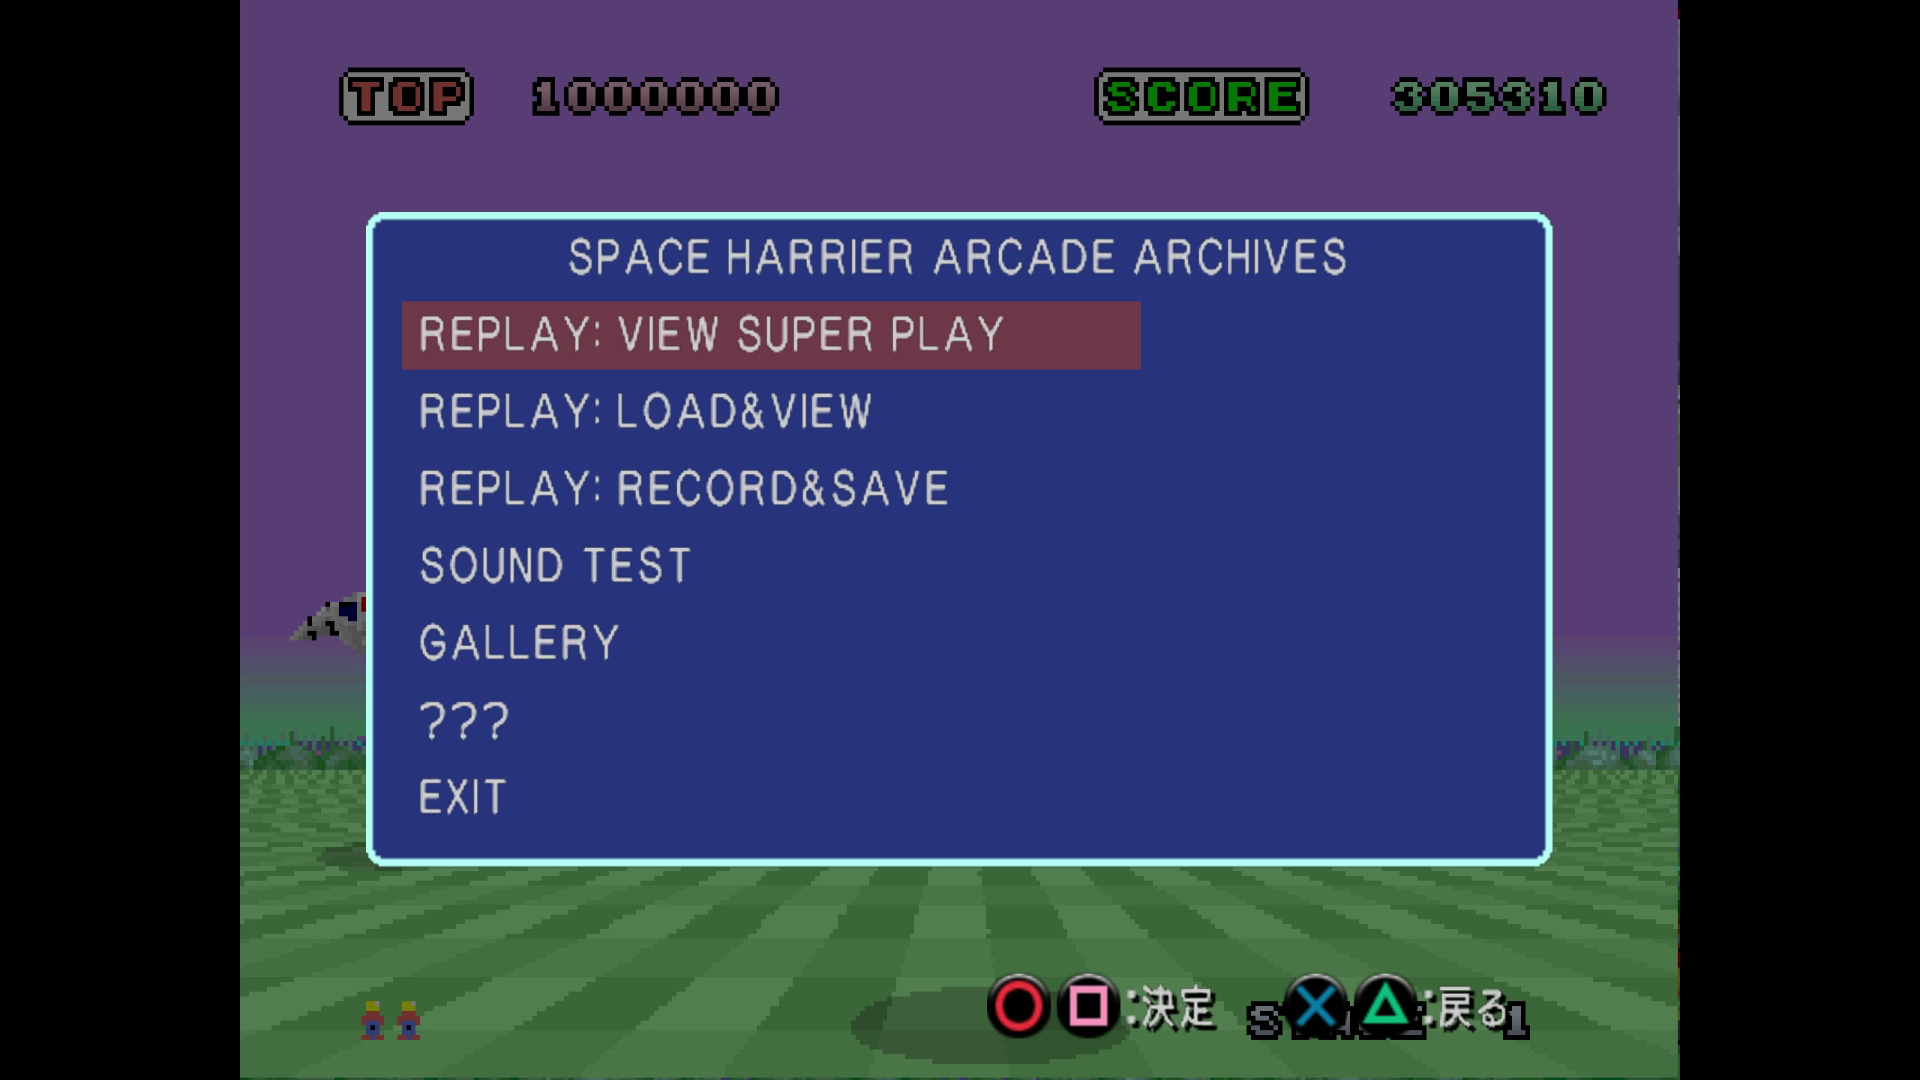 TOP 1000000 SCORE 305310
SPACE HARRIER ARCADE ARCHIVES
REPLAY: VIEW SUPER PLAY
REPLAY: LOAD&VIEW
REPLAY: RECORD&SAVE
SOUND TEST
GALLERY
???
EXIT
:決定 :戻る
1